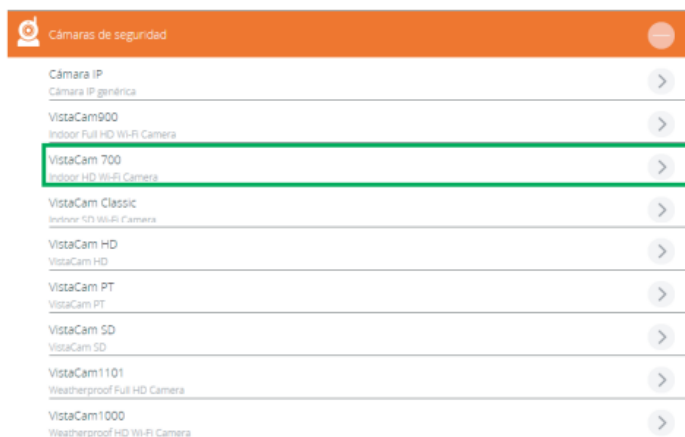 Cámaras de seguridad
Cámara IP
Cámara IP genérica
VistaCam900
Indoor Full HD Wi-Fi Camera
VistaCam 700
Indoor HD Wi-Fi Camera
VistaCam Classic
Indoor SD Wi-Fi Camera
VistaCam HD
VistaCam HD
VistaCam PT
VistaCam PT
VistaCam SD
VistaCam SD
VistaCam1101
Weatherproof Full HD Camera
VistaCam1000
Weatherproof HD Wi-Fi Camera